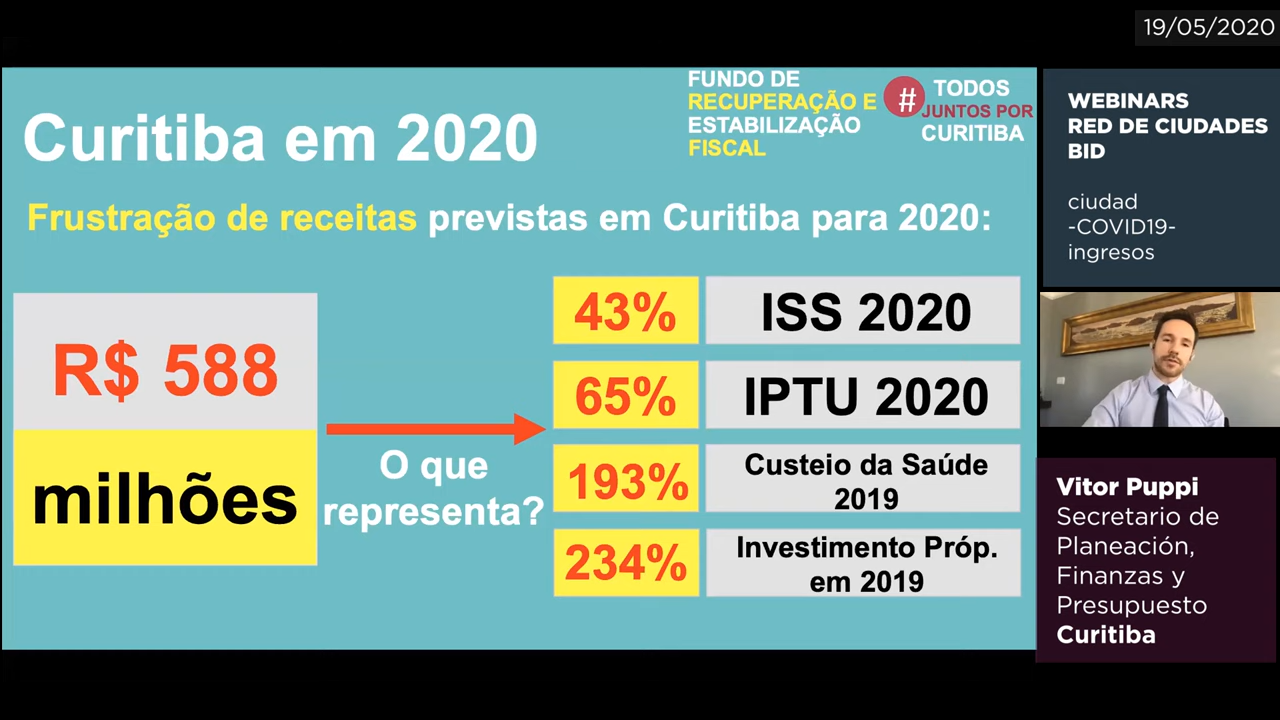 19/05/2020
Curitiba em 2020
FUNDO DE
RECUPERAÇÃO E
ESTABILIZAÇÃO
FISCAL
# TODOS
JUNTOS POR
CURITIBA
Frustração de receitas previstas em Curitiba para 2020:
R$ 588
milhões
O que
representa?
43% ISS 2020
65% IPTU 2020
193% Custeio da Saúde
2019
234% Investimento Próp.
em 2019
WEBINARS
RED DE CIUDADES
BID
ciudad
-COVID19-
ingresos
Vitor Puppi
Secretario de
Planeación,
Finanzas y
Presupuesto
Curitiba